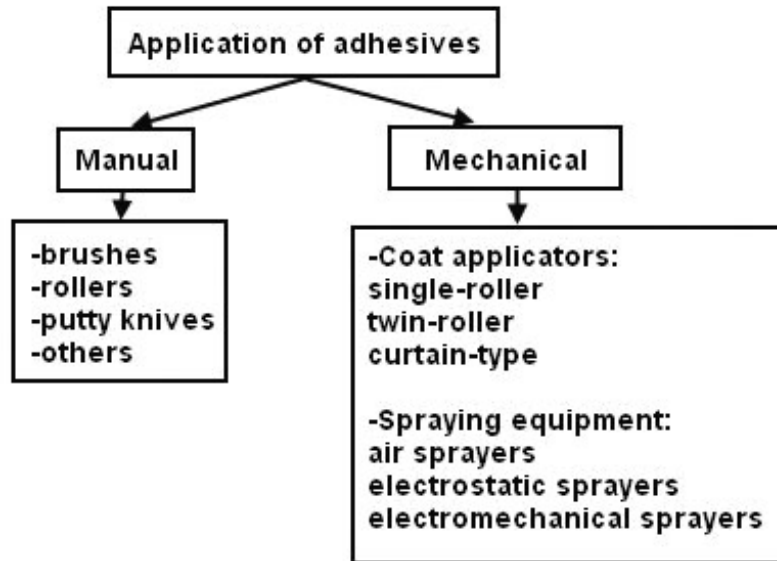 Application of adhesives
Manual
Mechanical
-brushes
-rollers
-putty knives
-others
-Coat applicators:
single-roller
twin-roller
curtain-type
-Spraying equipment:
air sprayers
electrostatic sprayers
electromechanical sprayers